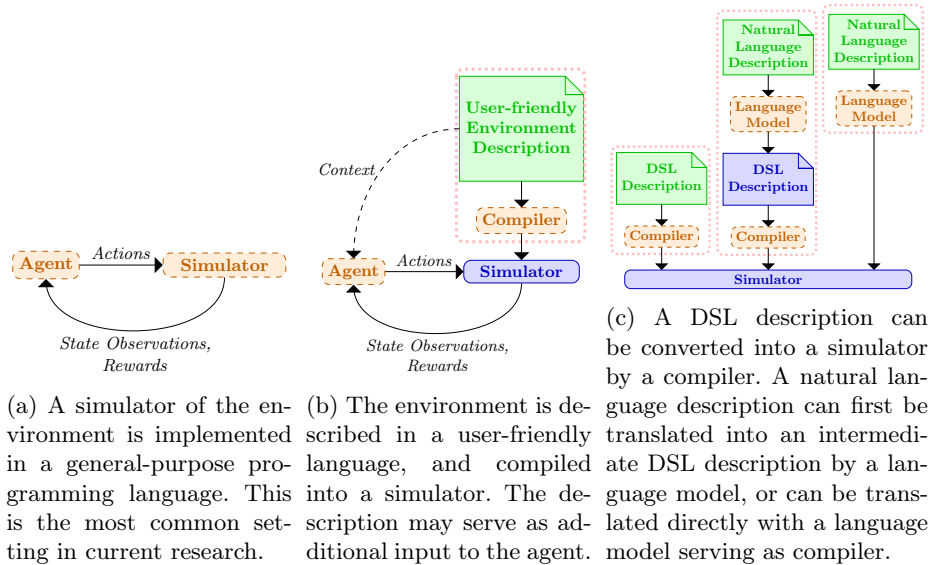 Agent
Actions
Simulator
State Observations,
Rewards
(a) A simulator of the en-
vironment is implemented
in a general-purpose pro-
gramming language. This
is the most common set-
ting in current research.
User-friendly
Environment
Description
Context
Compiler
Agent
Actions
Simulator
State Observations,
Rewards
(b) The environment is de-
scribed in a user-friendly
language, and compiled
into a simulator. The de-
scription may serve as ad-
ditional input to the agent.
Natural
Language
Description
Language
Model
DSL
Description
Compiler
DSL
Description
Compiler
Natural
Language
Description
Language
Model
Simulator
(c) A DSL description can
be converted into a simulator
by a compiler. A natural lan-
guage description can first be
translated into an intermedi-
ate DSL description by a lan-
guage model, or can be trans-
lated directly with a language
model serving as compiler.